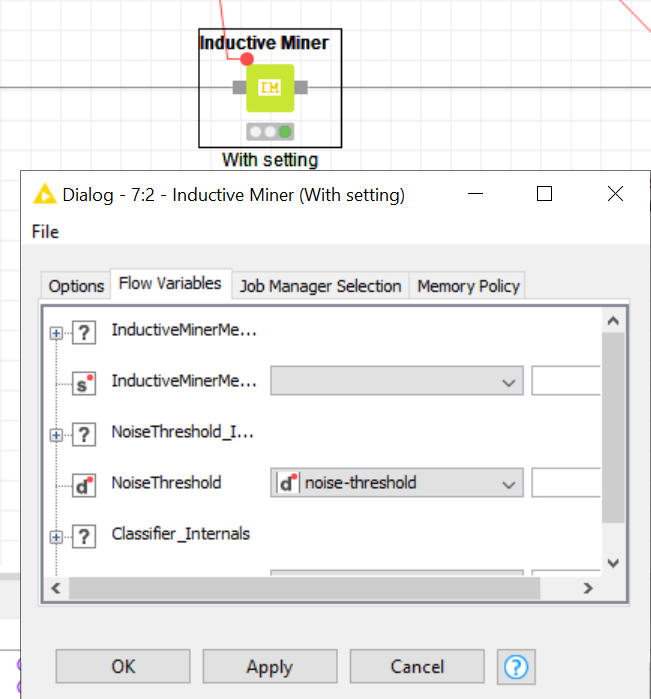 Inductive Miner
IM
With setting
Dialog - 7:2 - Inductive Miner (With setting)
File
Options Flow Variables Job Manager Selection Memory Policy
? InductiveMinerMe...
s InductiveMinerMe...
? NoiseThreshold_I...
d NoiseThreshold d noise-threshold
? Classifier_Internals
OK Apply Cancel ?